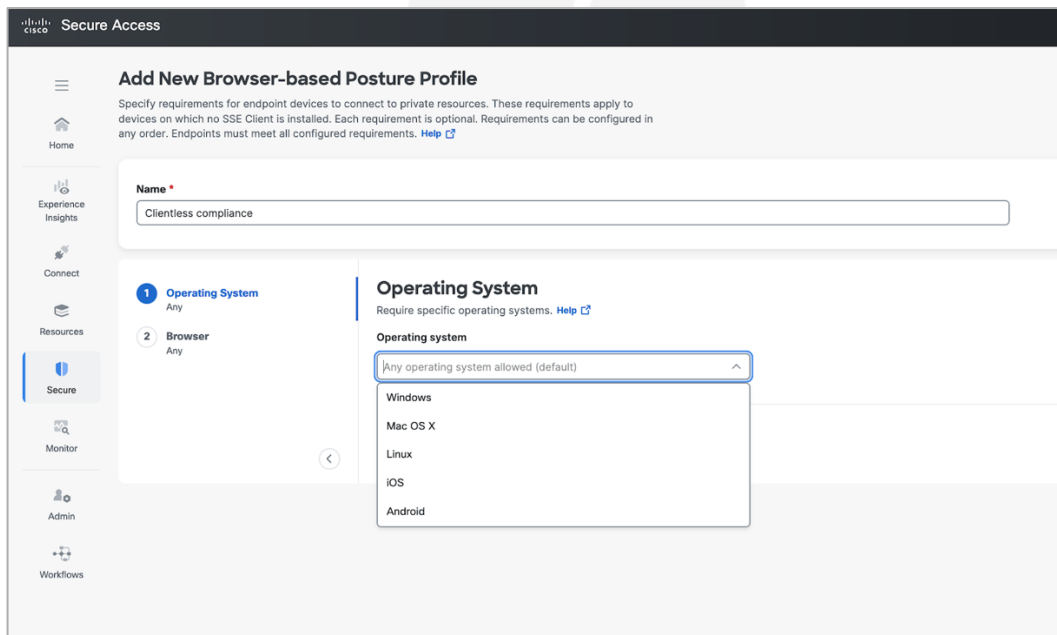 cisco Secure Access
Add New Browser-based Posture Profile
Specify requirements for endpoint devices to connect to private resources. These requirements apply to
devices on which no SSE Client is installed. Each requirement is optional. Requirements can be configured in
any order. Endpoints must meet all configured requirements. Help
Home
Experience
Insights
Connect
Resources
Secure
Monitor
Admin
Workflows
Name *
Clientless compliance
1 Operating System
Any
2 Browser
Any
Operating System
Require specific operating systems. Help
Operating system
Any operating system allowed (default)
Windows
Mac OS X
Linux
iOS
Android